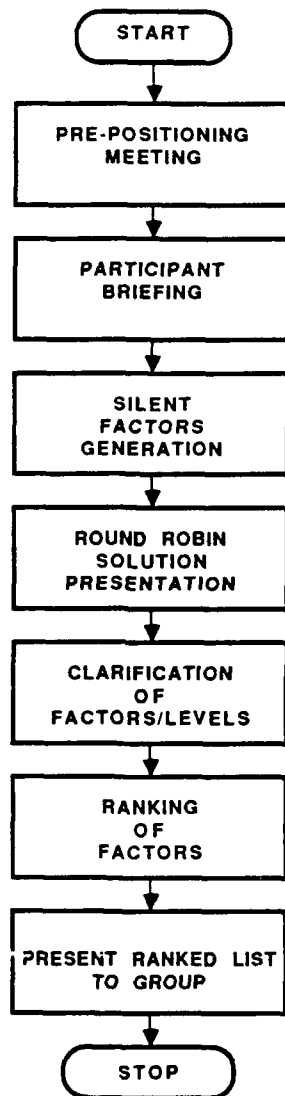 START
PRE-POSITIONING
MEETING
PARTICIPANT
BRIEFING
SILENT
FACTORS
GENERATION
ROUND ROBIN
SOLUTION
PRESENTATION
CLARIFICATION
OF
FACTORS/LEVELS
RANKING
OF
FACTORS
PRESENT RANKED LIST
TO GROUP
STOP